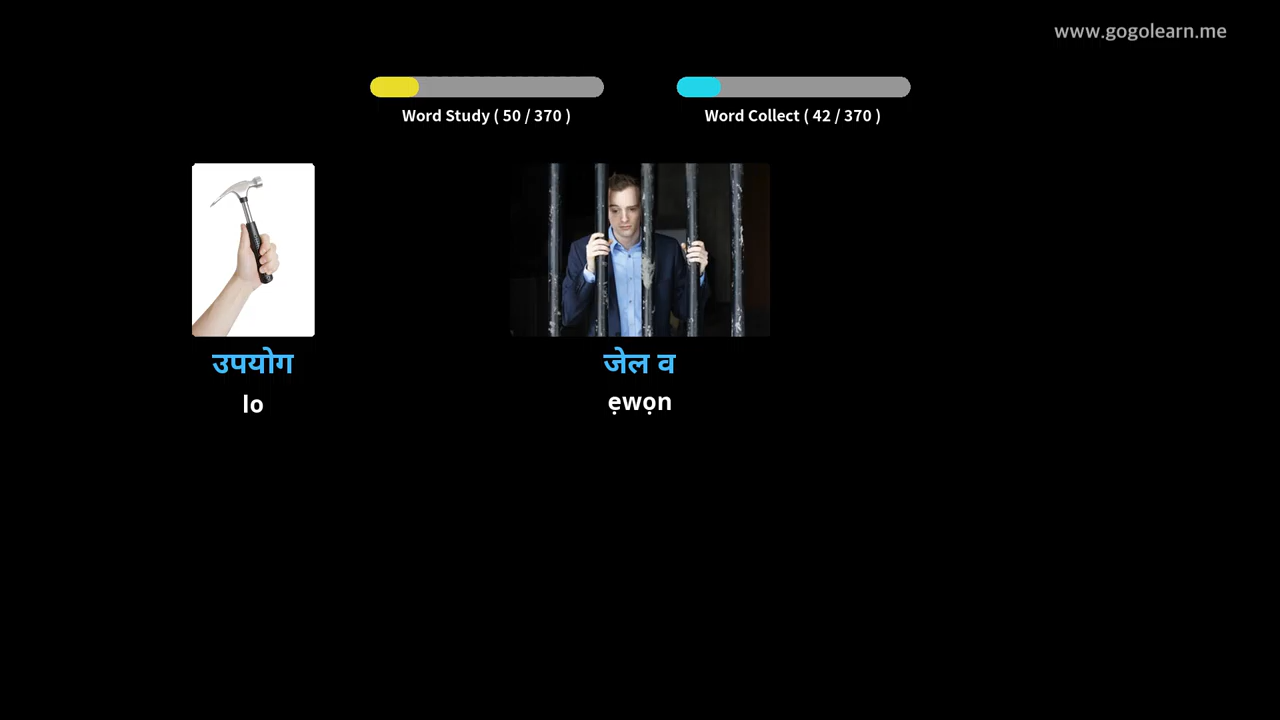 www.gogolearn.me
Word Study ( 50 / 370 )
Word Collect ( 42 / 370 )
उपयोग
lo
जेल व
ẹwọn